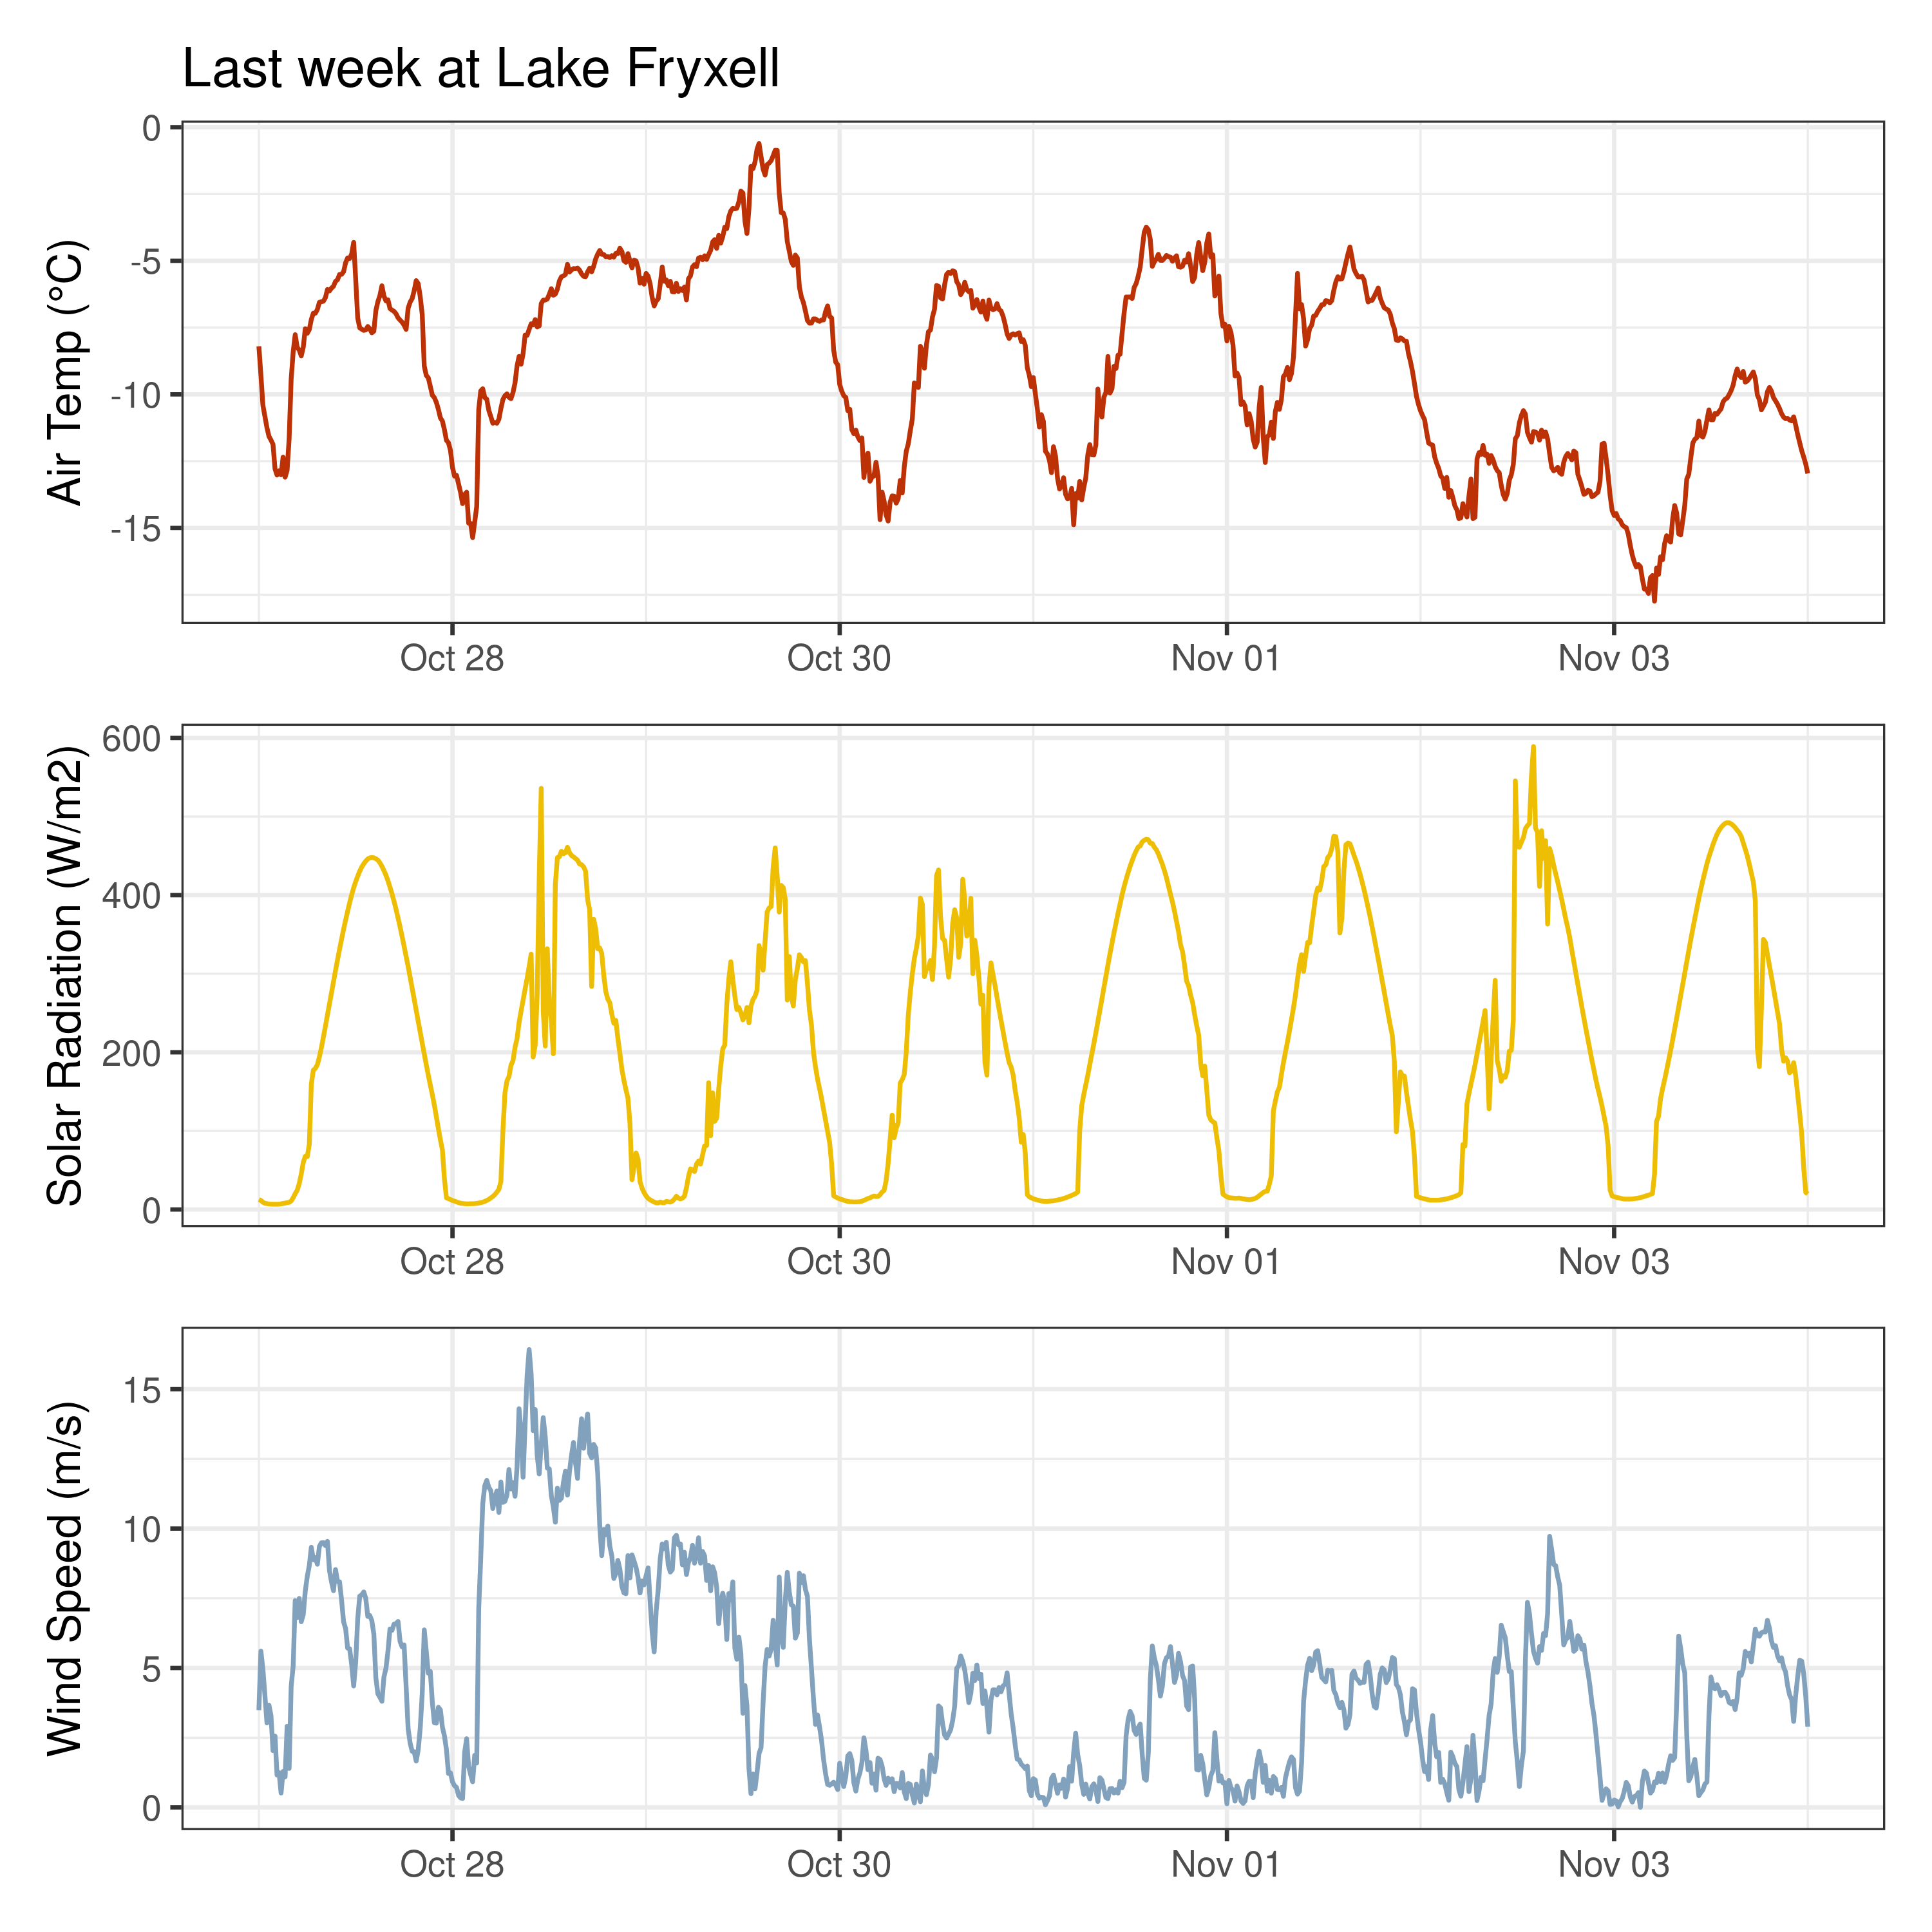 Last week at Lake Fryxell
Air Temp (°C)
0
-5
-10
-15
Oct 28 Oct 30 Nov 01 Nov 03
Solar Radiation (W/m2)
600
400
200
0
Oct 28 Oct 30 Nov 01 Nov 03
Wind Speed (m/s)
15
10
5
0
Oct 28 Oct 30 Nov 01 Nov 03